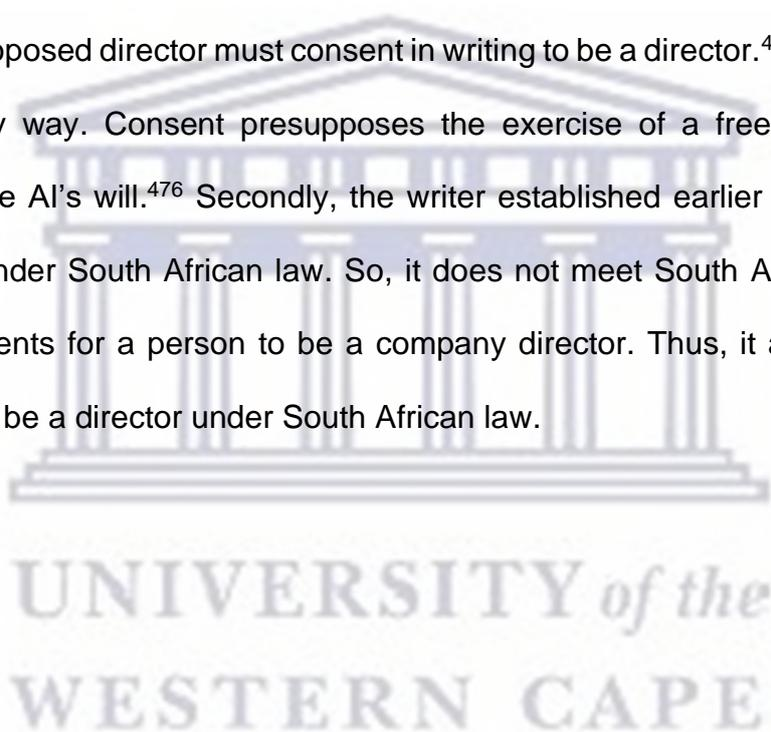 oposed director must consent in writing to be a director.⁴
y way. Consent presupposes the exercise of a free
e AI’s will.⁴⁷⁶ Secondly, the writer established earlier
nder South African law. So, it does not meet South A
ents for a person to be a company director. Thus, it a
be a director under South African law.
UNIVERSITY of the
WESTERN CAPE